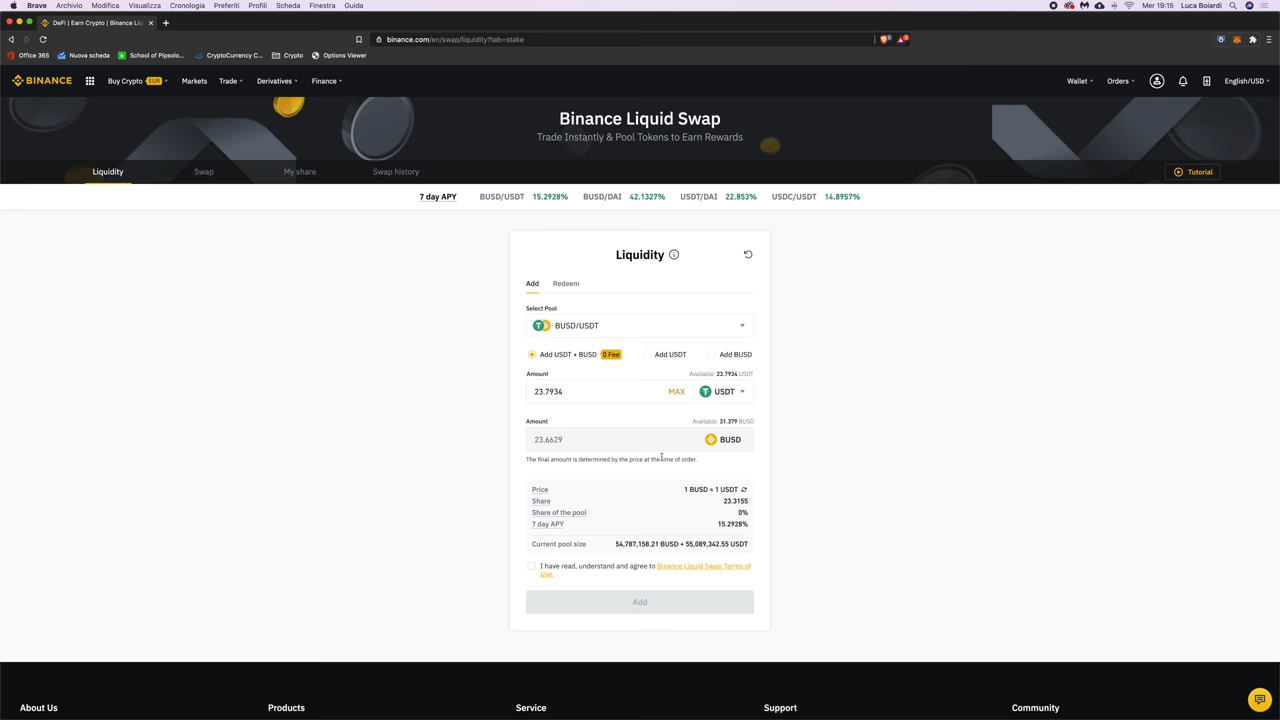 Brave Archivio Modifica Visualizza Cronologia Preferiti Profili Scheda Finestra Guida Mer 19:15 Luca Boiardi
DeFi | Earn Crypto | Binance Liq
binance.com/en/swap/liquidity?tab=stake
Office 365 Nuova scheda School of Pipsolo... CryptoCurrency C... Crypto Options Viewer
BINANCE Buy Crypto EUR Markets Trade Derivatives Finance Wallet Orders English/USD
Binance Liquid Swap
Trade Instantly & Pool Tokens to Earn Rewards
Liquidity Swap My share Swap history Tutorial
7 day APY BUSD/USDT 15.2928% BUSD/DAI 42.1327% USDT/DAI 22.853% USDC/USDT 14.8957%
Liquidity
Add Redeem
Select Pool
BUSD/USDT
Add USDT + BUSD 0 Fee Add USDT Add BUSD
Amount Available: 23.7934 USDT
23.7934 MAX USDT
Amount Available: 31.379 BUSD
23.6629 BUSD
The final amount is determined by the price at the time of order.
Price 1 BUSD ≈ 1 USDT
Share 23.3155
Share of the pool 0%
7 day APY 15.2928%
Current pool size 54,787,158.21 BUSD + 55,089,342.55 USDT
I have read, understand and agree to Binance Liquid Swap Terms of
Use.
Add
About Us Products Service Support Community